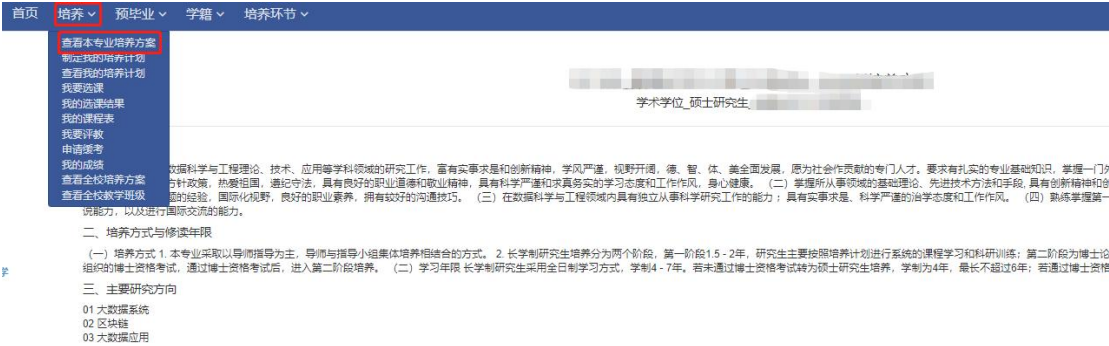 首页 培养 预毕业 学籍 培养环节
查看本专业培养方案
制定我的培养计划
查看我的培养计划
我要选课
我的选课结果
我的课程表
我要评教
申请缓考
我的成绩
查看全校培养方案
查看全校教学班级
学术学位_硕士研究生_
数据科学与工程理论、技术、应用等学科领域的研究工作，富有实事求是和创新精神，学风严谨，视野开阔，德、智、体、美全面发展，愿为社会作贡献的专门人才。要求有扎实的专业基础知识，掌握一门外
方针政策，热爱祖国，遵纪守法，具有良好的职业道德和敬业精神，具有科学严谨和求真务实的学习态度和工作作风，身心健康。 （二）掌握所从事领域的基础理论、先进技术方法和手段，具有创新精神和创
题的经验，国际化视野，良好的职业素养，拥有较好的沟通技巧。 （三）在数据科学与工程领域内具有独立从事科学研究工作的能力；具有实事求是、科学严谨的治学态度和工作作风。 （四）熟练掌握第一
说能力，以及进行国际交流的能力。
二、培养方式与修读年限
（一）培养方式 1. 本专业采取以导师指导为主，导师与指导小组集体培养相结合的方式。 2. 长学制研究生培养分为两个阶段，第一阶段1.5 - 2年，研究生主要按照培养计划进行系统的课程学习和科研训练；第二阶段为博士论
组织的博士资格考试，通过博士资格考试后，进入第二阶段培养。 （二）学习年限 长学制研究生采用全日制学习方式，学制4 - 7年。若未通过博士资格考试转为硕士研究生培养，学制为4年，最长不超过6年；若通过博士资格
学
三、主要研究方向
01 大数据系统
02 区块链
03 大数据应用